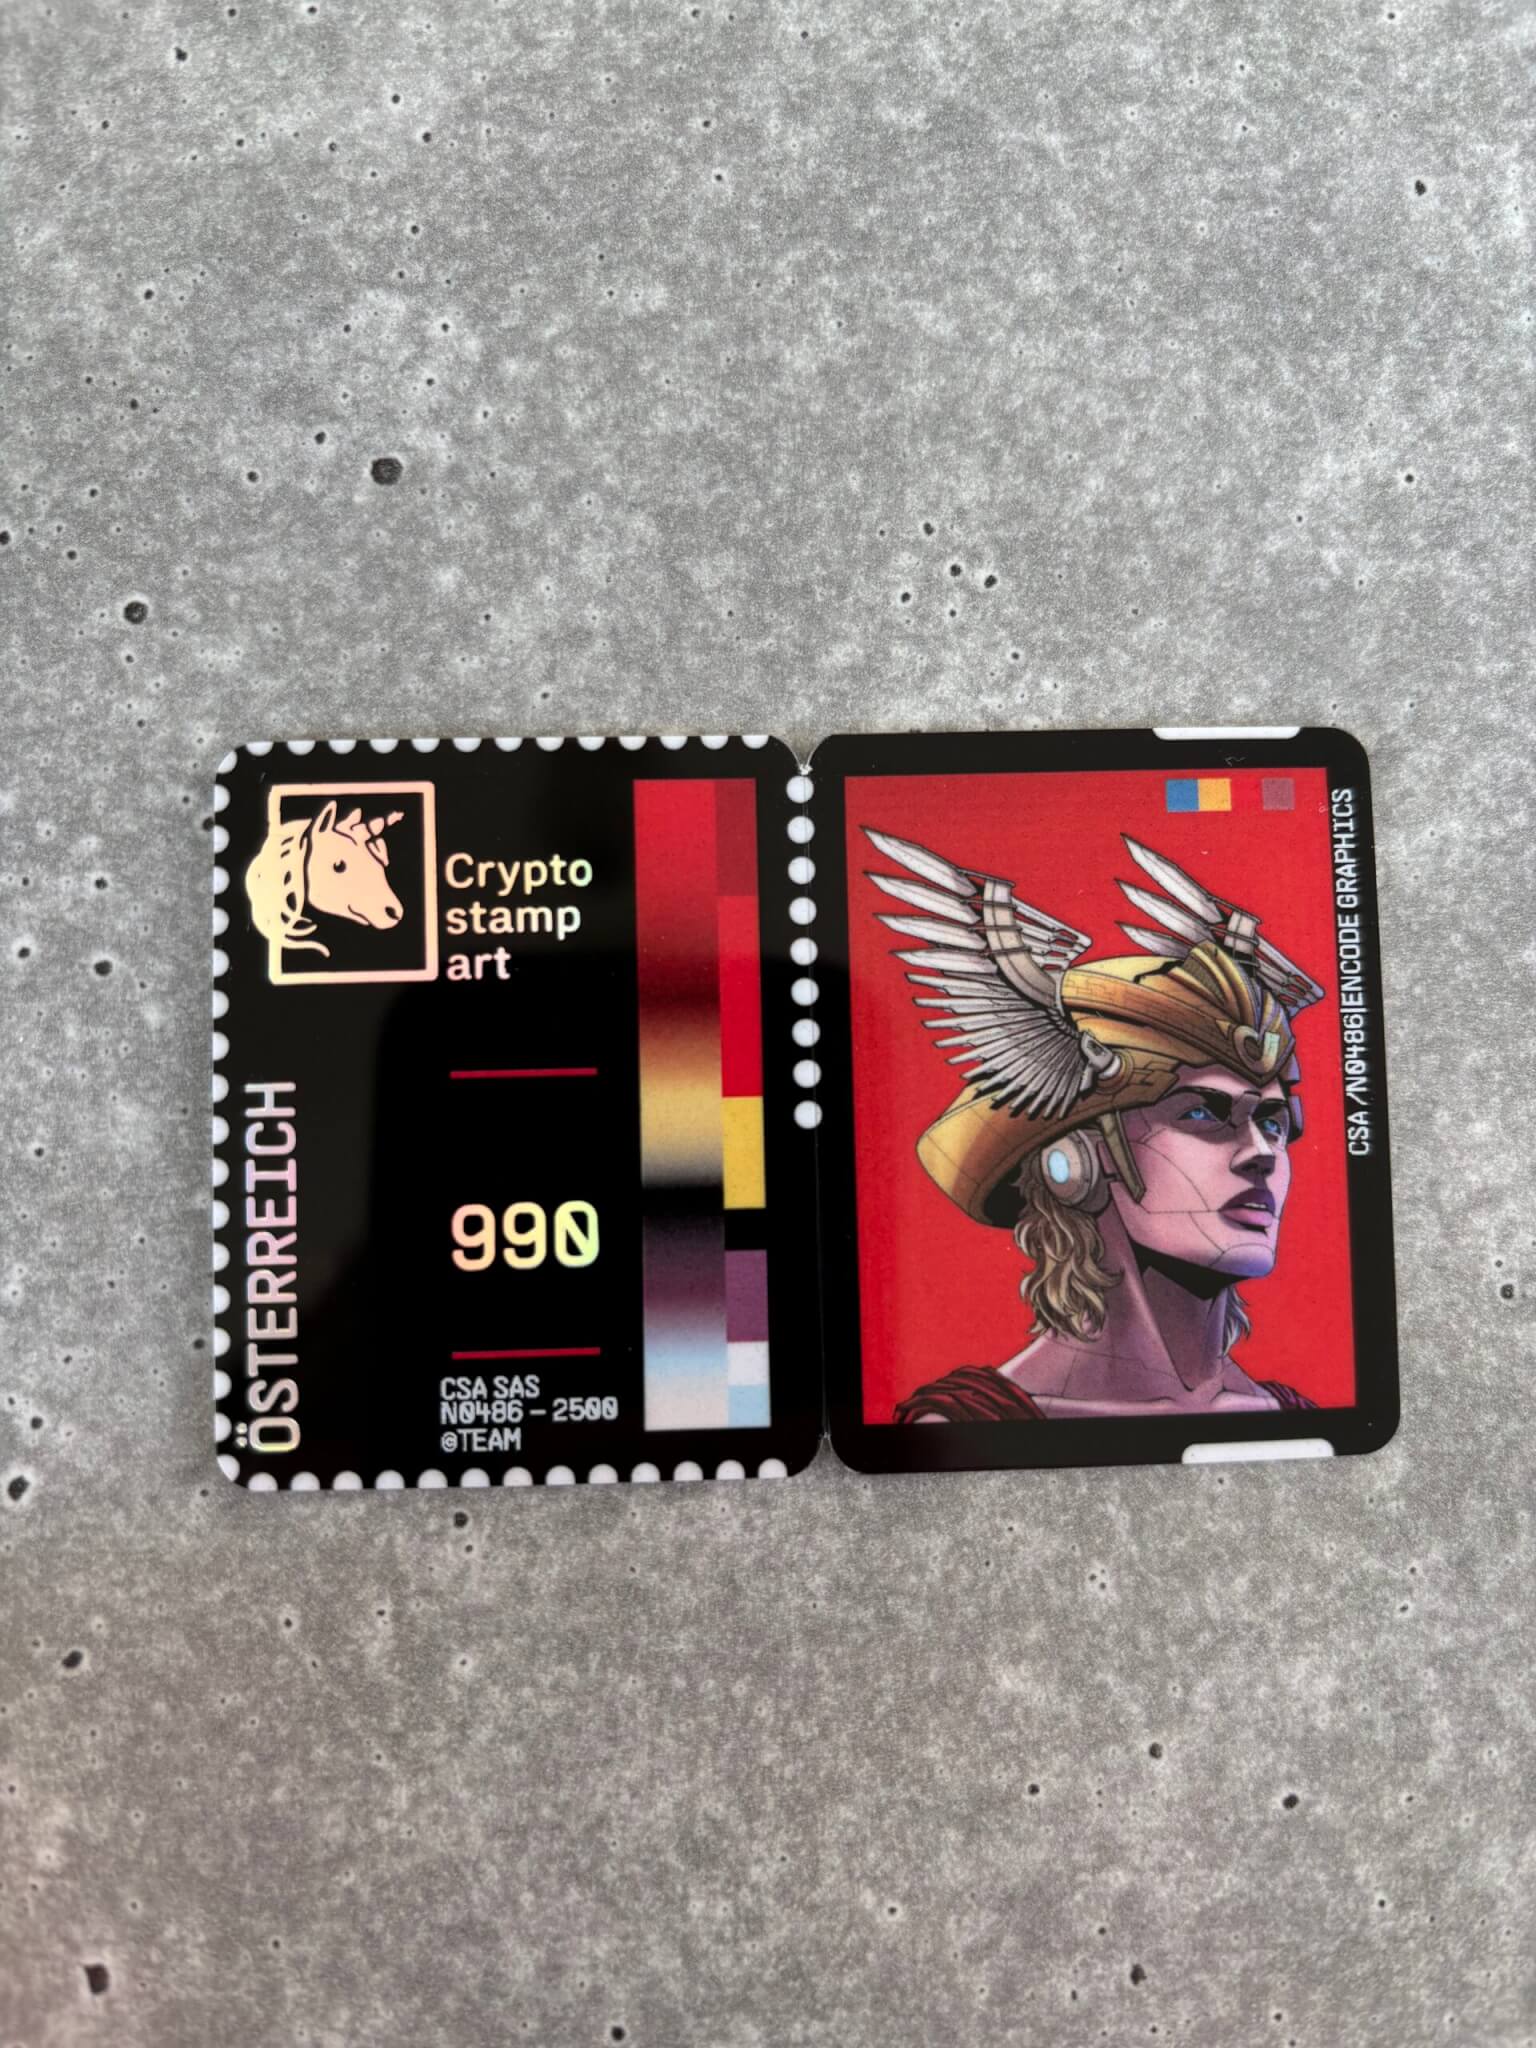 Crypto
stamp
art
ÖSTERREICH
990
CSA SAS
N0486 – 2500
©TEAM
CSA /N0486|ENCODE GRAPHICS